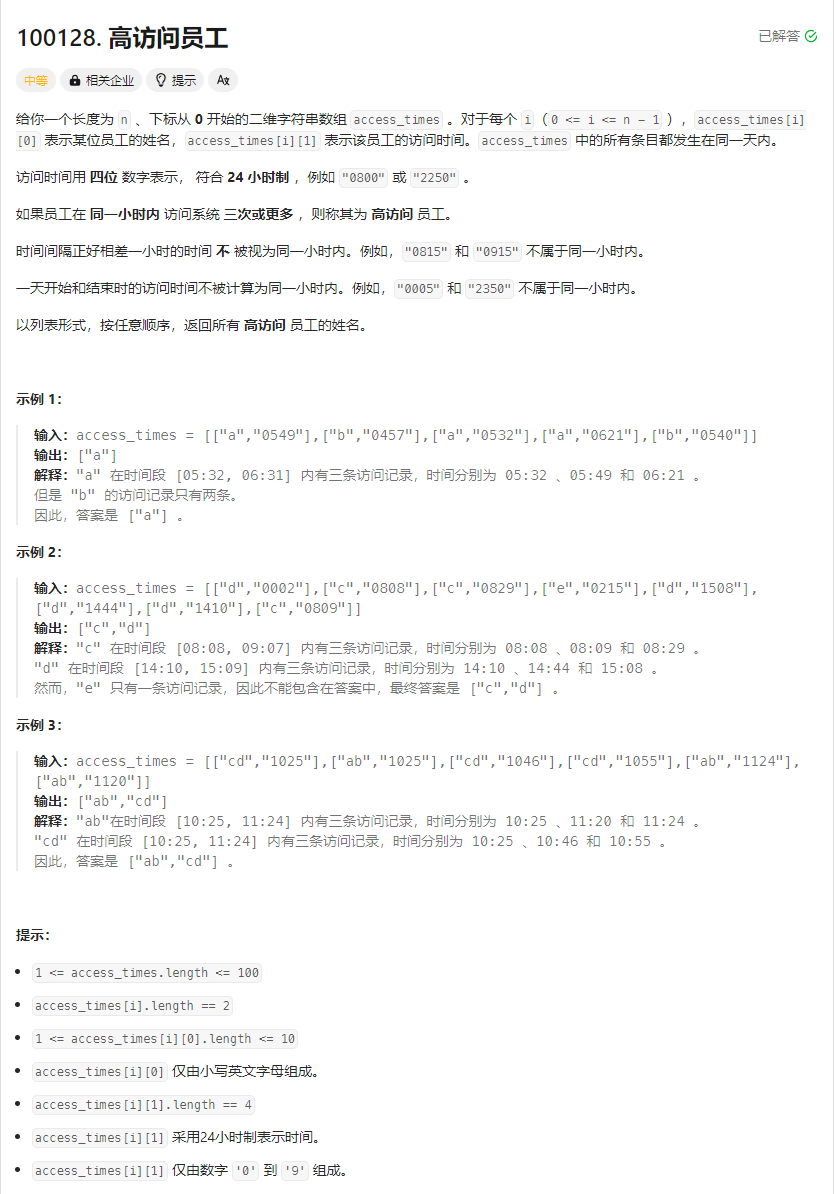 100128. 高访问员工
已解答
中等
相关企业
提示
给你一个长度为 n 、下标从 0 开始的二维字符串数组 access_times 。对于每个 i（0 <= i <= n - 1 ）, access_times[i]
[0] 表示某位员工的姓名，access_times[i][1] 表示该员工的访问时间。access_times 中的所有条目都发生在同一天内。
访问时间用 四位 数字表示， 符合 24 小时制 ，例如 "0800" 或 "2250" 。
如果员工在 同一小时内 访问系统 三次或更多 ，则称其为 高访问 员工。
时间间隔正好相差一小时的时间 不 被视为同一小时内。例如，"0815" 和 "0915" 不属于同一小时内。
一天开始和结束时的访问时间不被计算为同一小时内。例如，"0005" 和 "2350" 不属于同一小时内。
以列表形式，按任意顺序，返回所有 高访问 员工的姓名。
示例 1：
输入：access_times = [["a","0549"],["b","0457"],["a","0532"],["a","0621"],["b","0540"]]
输出：["a"]
解释："a" 在时间段 [05:32, 06:31] 内有三条访问记录，时间分别为 05:32 、05:49 和 06:21 。
但是 "b" 的访问记录只有两条。
因此，答案是 ["a"] 。
示例 2：
输入：access_times = [["d","0002"],["c","0808"],["c","0829"],["e","0215"],["d","1508"],
["d","1444"],["d","1410"],["c","0809"]]
输出：["c","d"]
解释："c" 在时间段 [08:08, 09:07] 内有三条访问记录，时间分别为 08:08 、08:09 和 08:29 。
"d" 在时间段 [14:10, 15:09] 内有三条访问记录，时间分别为 14:10 、14:44 和 15:08 。
然而，"e" 只有一条访问记录，因此不能包含在答案中，最终答案是 ["c","d"] 。
示例 3：
输入：access_times = [["cd","1025"],["ab","1025"],["cd","1046"],["cd","1055"],["ab","1124"],
["ab","1120"]]
输出：["ab","cd"]
解释："ab"在时间段 [10:25, 11:24] 内有三条访问记录，时间分别为 10:25 、11:20 和 11:24 。
"cd" 在时间段 [10:25, 11:24] 内有三条访问记录，时间分别为 10:25 、10:46 和 10:55 。
因此，答案是 ["ab","cd"] 。
提示：
1 <= access_times.length <= 100
access_times[i].length == 2
1 <= access_times[i][0].length <= 10
access_times[i][0] 仅由小写英文字母组成。
access_times[i][1].length == 4
access_times[i][1] 采用24小时制表示时间。
access_times[i][1] 仅由数字 '0' 到 '9' 组成。